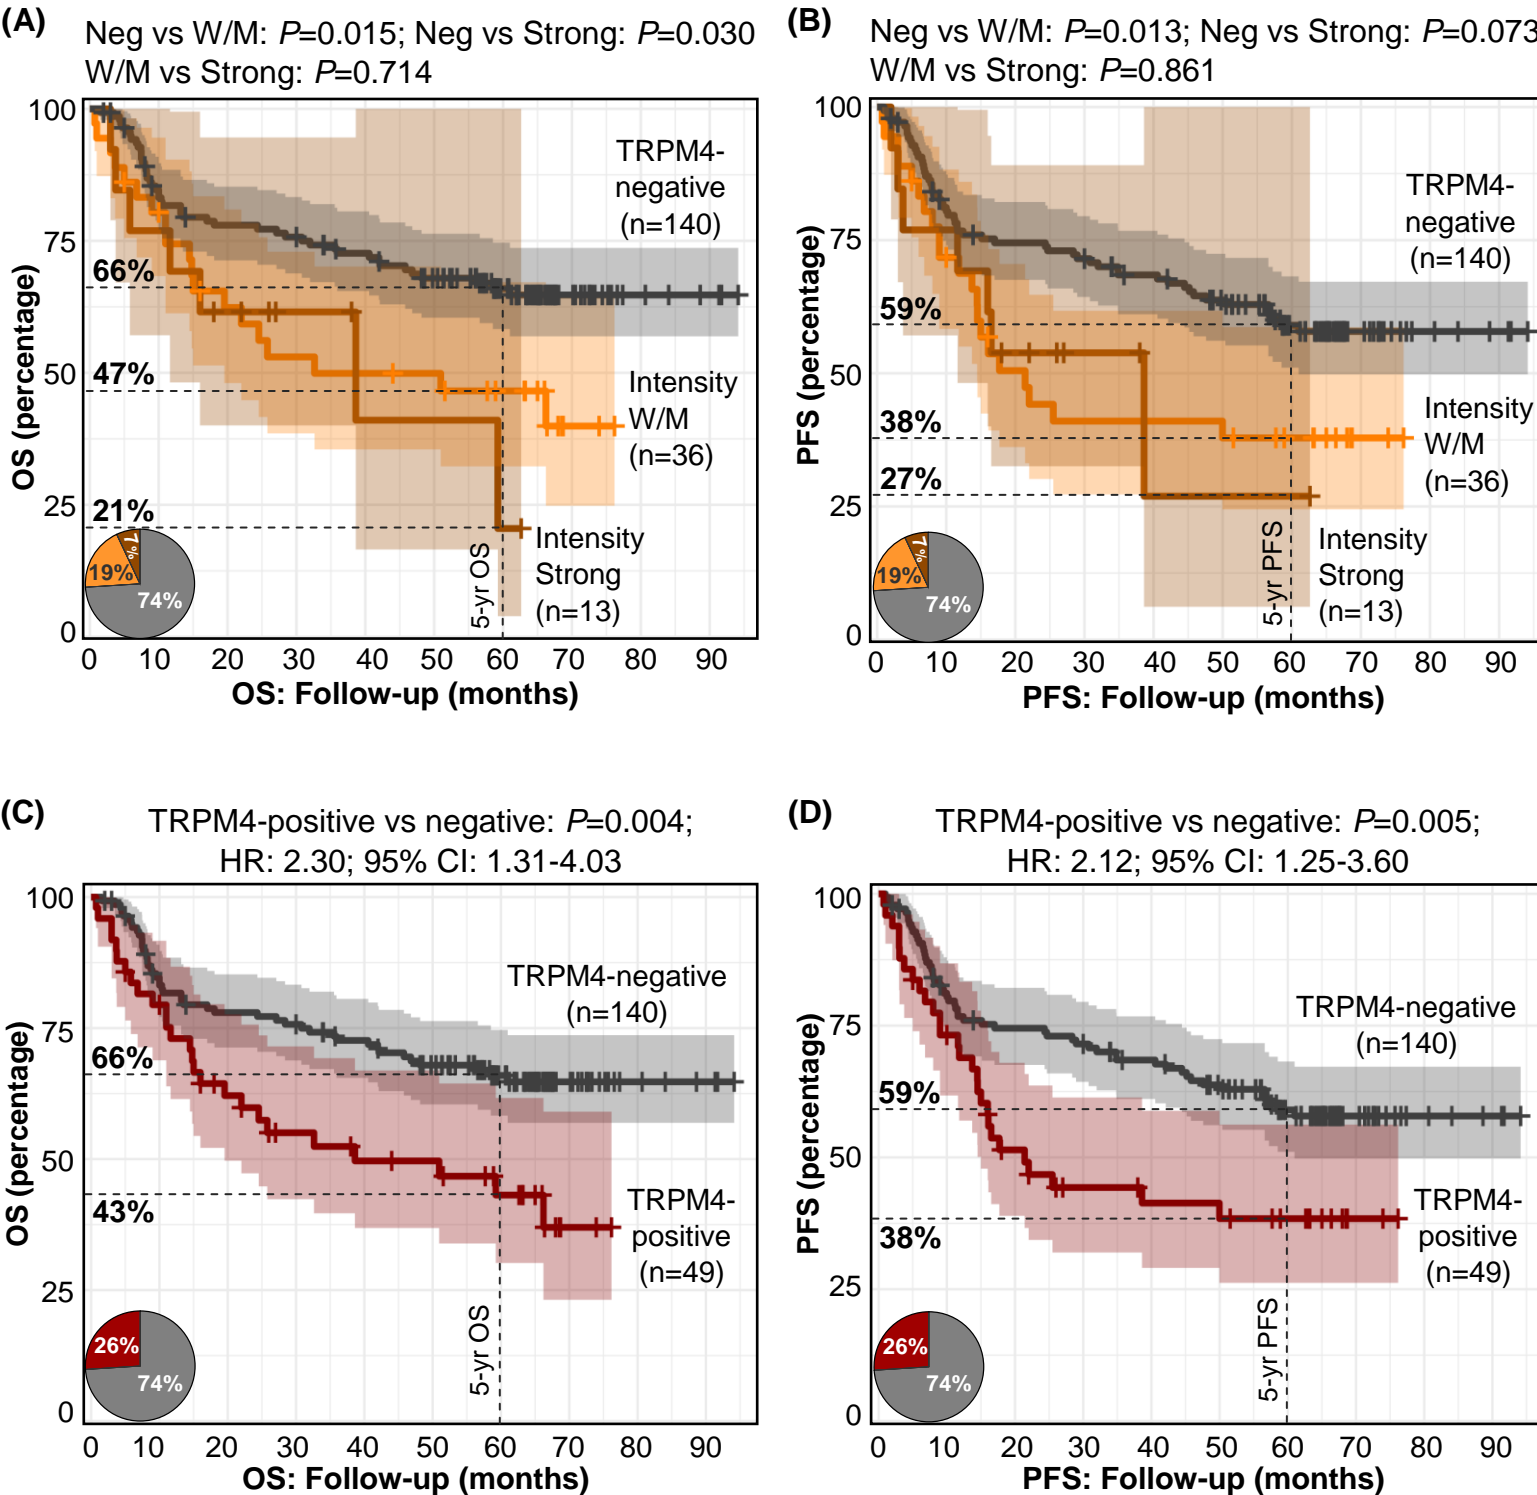 (A)
Neg vs W/M: P=0.015; Neg vs Strong: P=0.030
W/M vs Strong: P=0.714
OS (percentage)
100
75
50
25
0
66%
47%
21%
TRPM4-
negative
(n=140)
Intensity
W/M
(n=36)
Intensity
Strong
(n=13)
5-yr OS
7%
19%
74%
0 10 20 30 40 50 60 70 80 90
OS: Follow-up (months)
(B)
Neg vs W/M: P=0.013; Neg vs Strong: P=0.073
W/M vs Strong: P=0.861
PFS (percentage)
100
75
50
25
0
59%
38%
27%
TRPM4-
negative
(n=140)
Intensity
W/M
(n=36)
Intensity
Strong
(n=13)
5-yr PFS
7%
19%
74%
0 10 20 30 40 50 60 70 80 90
PFS: Follow-up (months)
(C)
TRPM4-positive vs negative: P=0.004;
HR: 2.30; 95% CI: 1.31-4.03
OS (percentage)
100
75
50
25
0
66%
43%
TRPM4-negative
(n=140)
TRPM4-
positive
(n=49)
5-yr OS
26%
74%
0 10 20 30 40 50 60 70 80 90
OS: Follow-up (months)
(D)
TRPM4-positive vs negative: P=0.005;
HR: 2.12; 95% CI: 1.25-3.60
PFS (percentage)
100
75
50
25
0
59%
38%
TRPM4-negative
(n=140)
TRPM4-
positive
(n=49)
5-yr PFS
26%
74%
0 10 20 30 40 50 60 70 80 90
PFS: Follow-up (months)